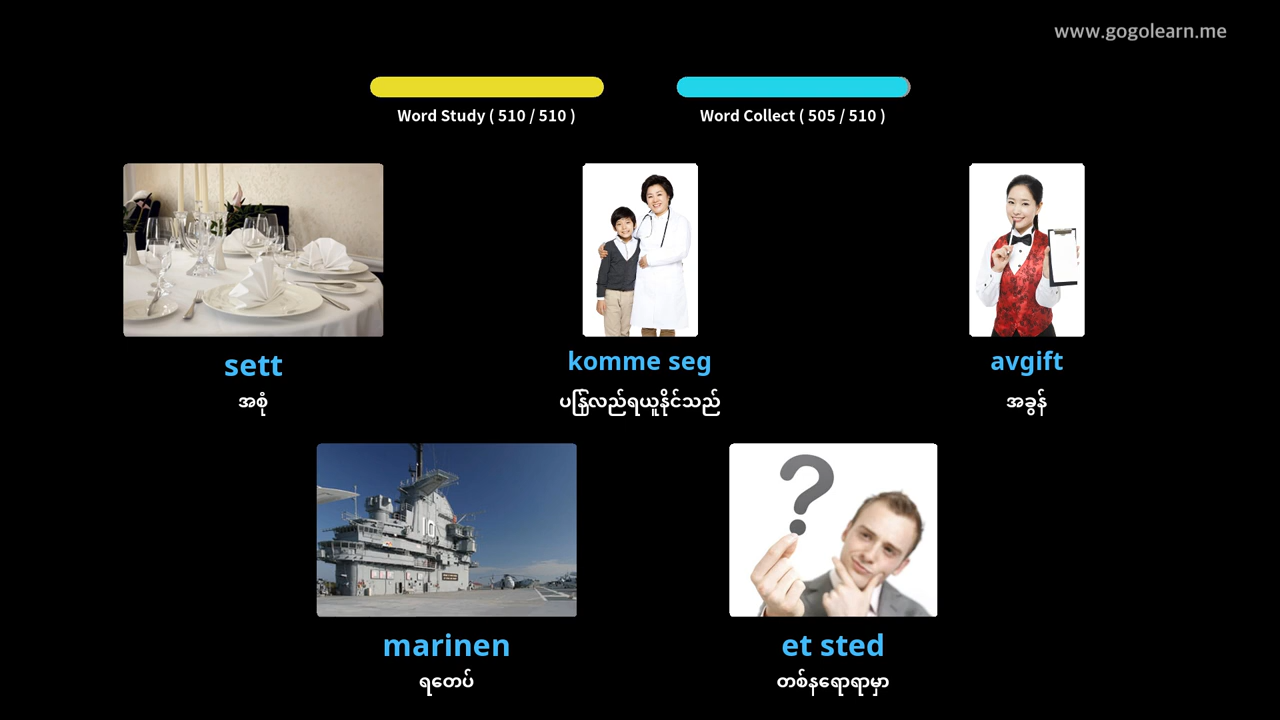 www.gogolearn.me
Word Study ( 510 / 510 )
Word Collect ( 505 / 510 )
sett
အစုံ
komme seg
ပြန်လည်ရယူနိုင်သည်
avgift
အခွန်
10
marinen
ရေတပ်
et sted
တစ်နေရာရာမှာ